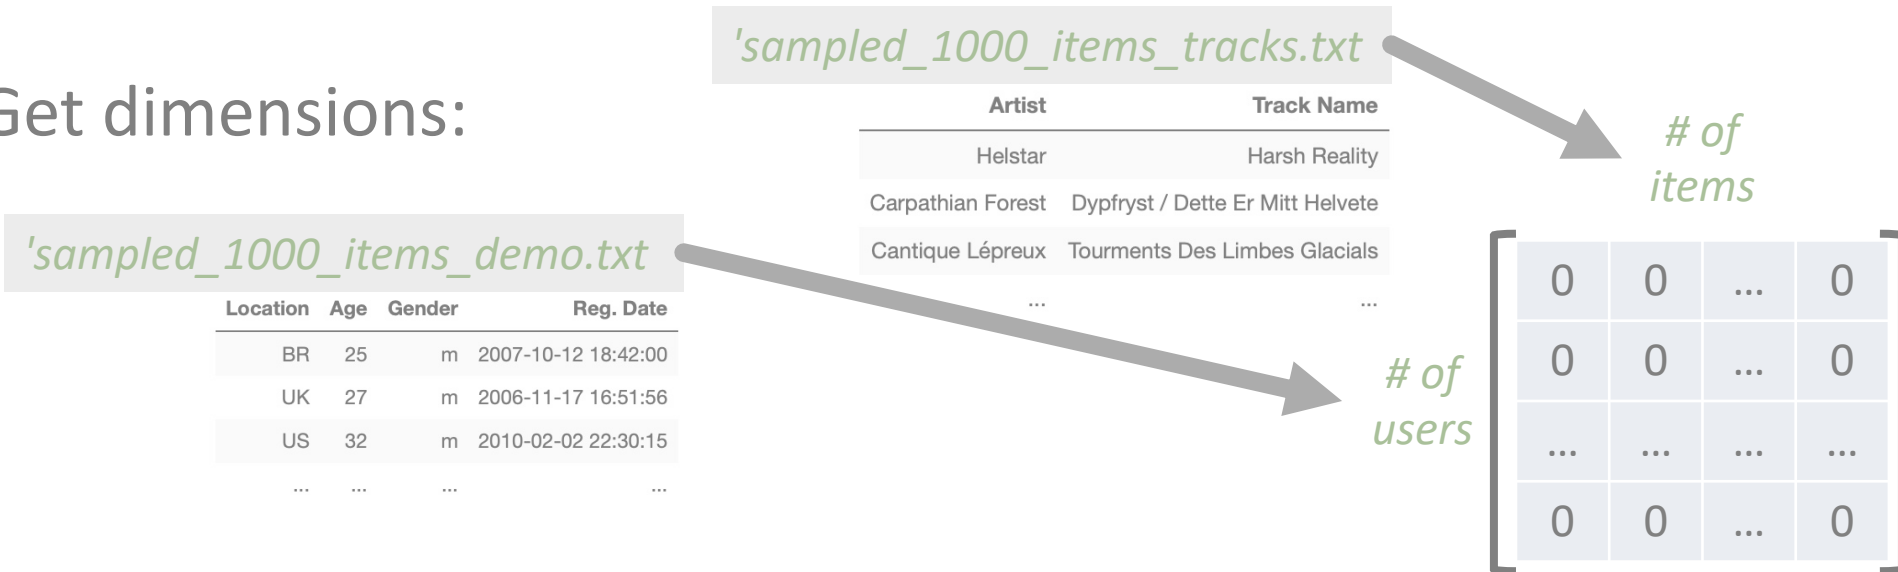 'sampled_1000_items_tracks.txt
Get dimensions:
Artist Track Name
Helstar Harsh Reality
Carpathian Forest Dypfryst / Dette Er Mitt Helvete
Cantique Lépreux Tourments Des Limbes Glacials
... ...
'sampled_1000_items_demo.txt
Location Age Gender Reg. Date
BR 25 m 2007-10-12 18:42:00
UK 27 m 2006-11-17 16:51:56
US 32 m 2010-02-02 22:30:15
... ... ... ...
# of
items
# of
users
0 0 ... 0
0 0 ... 0
... ... ... ...
0 0 ... 0